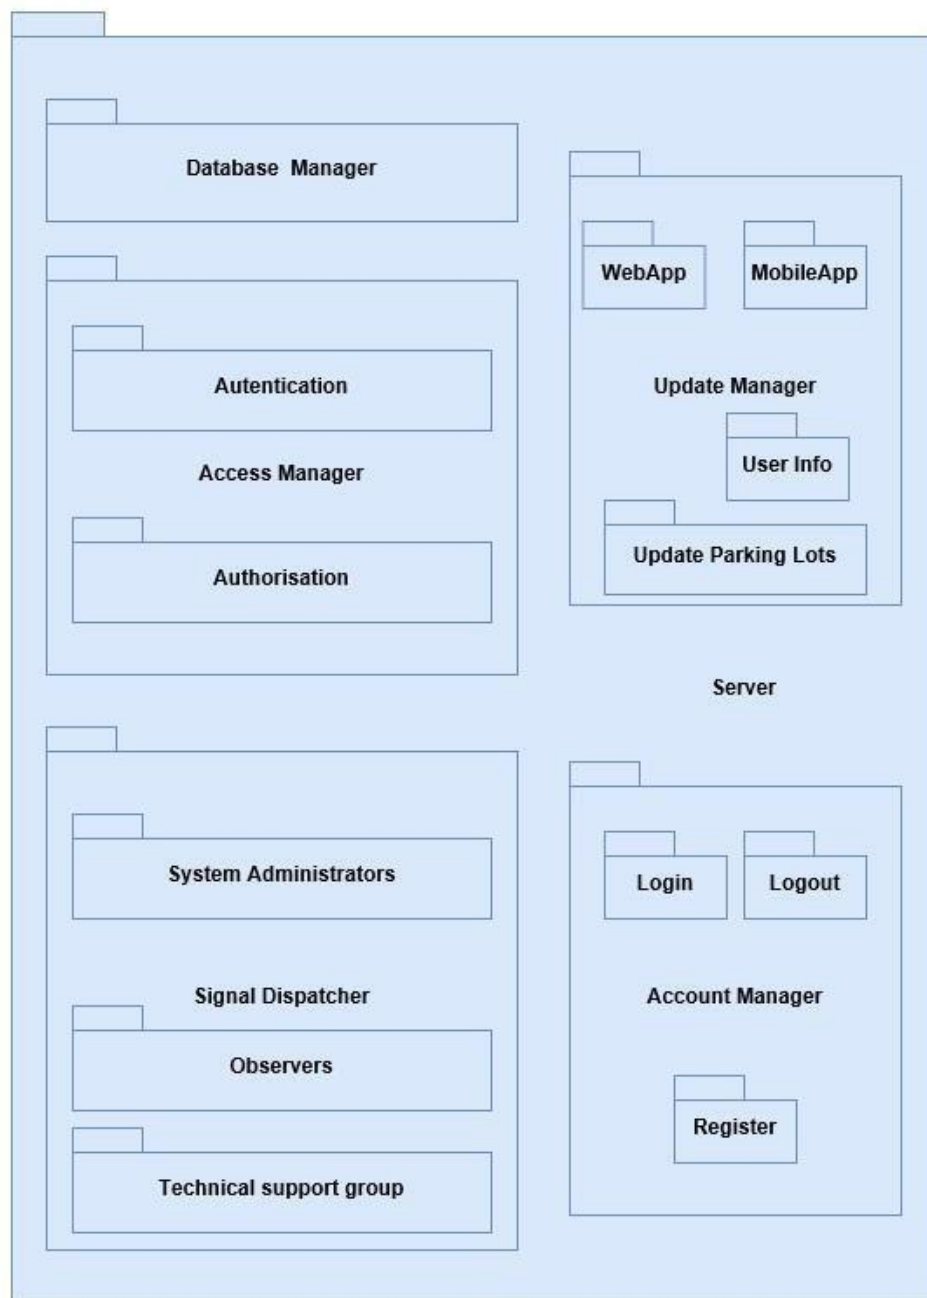 Database  Manager
WebApp
MobileApp
Autentication
Update Manager
Access Manager
User Info
Update Parking Lots
Authorisation
Server
System Administrators
Login
Logout
Signal Dispatcher
Account Manager
Observers
Register
Technical support group